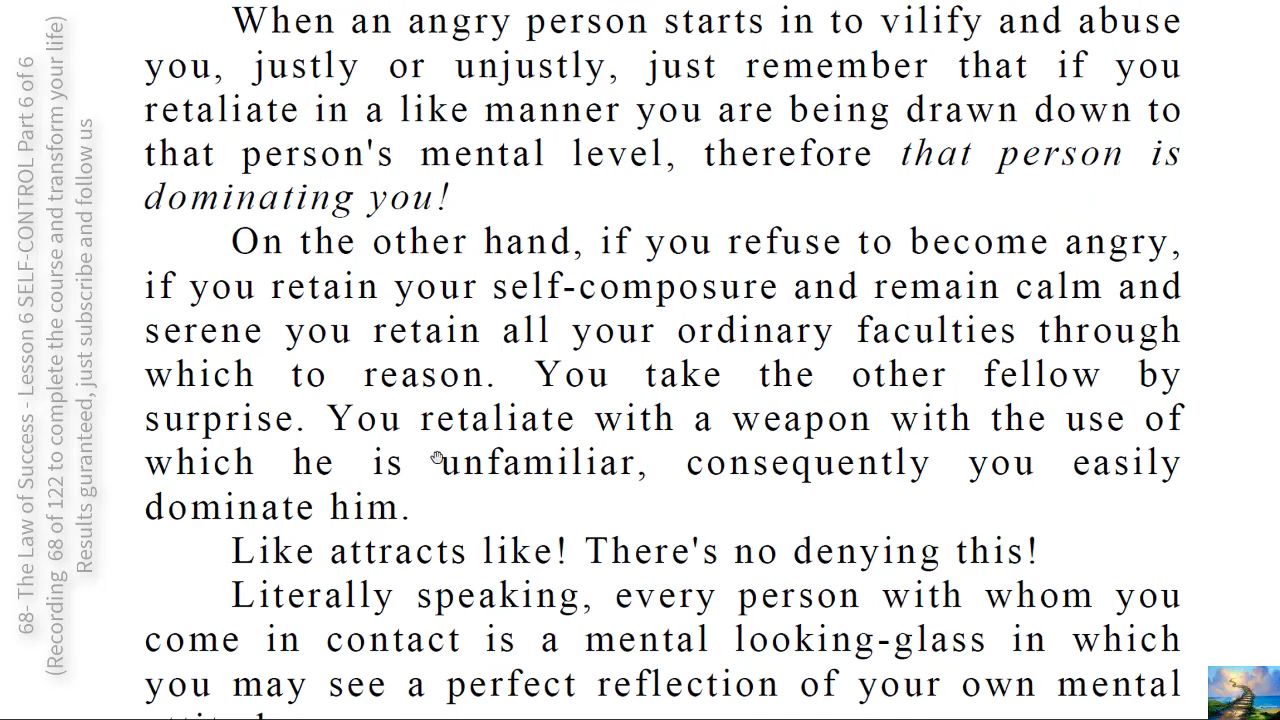 When an angry person starts in to vilify and abuse
you, justly or unjustly, just remember that if you
retaliate in a like manner you are being drawn down to
that person's mental level, therefore that person is
dominating you!
On the other hand, if you refuse to become angry,
if you retain your self-composure and remain calm and
serene you retain all your ordinary faculties through
which to reason. You take the other fellow by
surprise. You retaliate with a weapon with the use of
which he is unfamiliar, consequently you easily
dominate him.
Like attracts like! There's no denying this!
Literally speaking, every person with whom you
come in contact is a mental looking-glass in which
you may see a perfect reflection of your own mental
68- The Law of Success - Lesson 6 SELF-CONTROL Part 6 of 6
(Recording 68 of 122 to complete the course and transform your life)
Results guranteed, just subscribe and follow us